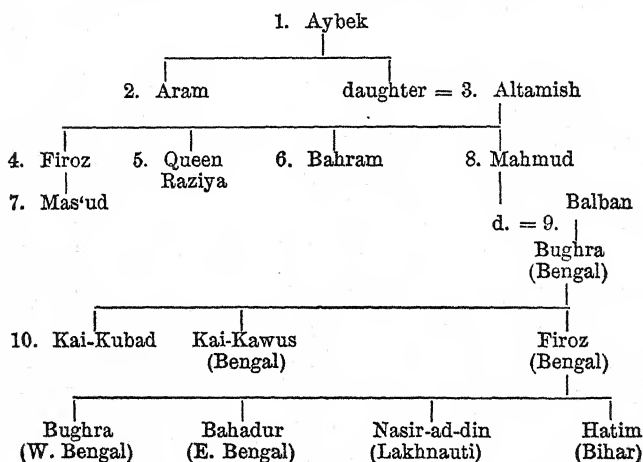 1. Aybek
2. Aram daughter = 3. Altamish
4. Firoz 5. Queen Raziya 6. Bahram 8. Mahmud
7. Mas‘ud Balban
d. = 9.
Bughra
(Bengal)
10. Kai-Kubad Kai-Kawus Firoz
(Bengal) (Bengal)
Bughra Bahadur Nasir-ad-din Hatim
(W. Bengal) (E. Bengal) (Lakhnauti) (Bihar)